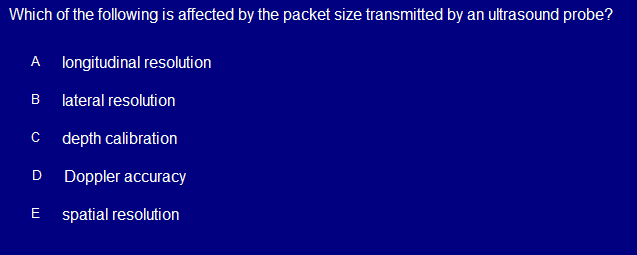 Which of the following is affected by the packet size transmitted by an ultrasound probe?
A longitudinal resolution
B lateral resolution
C depth calibration
D Doppler accuracy
E spatial resolution